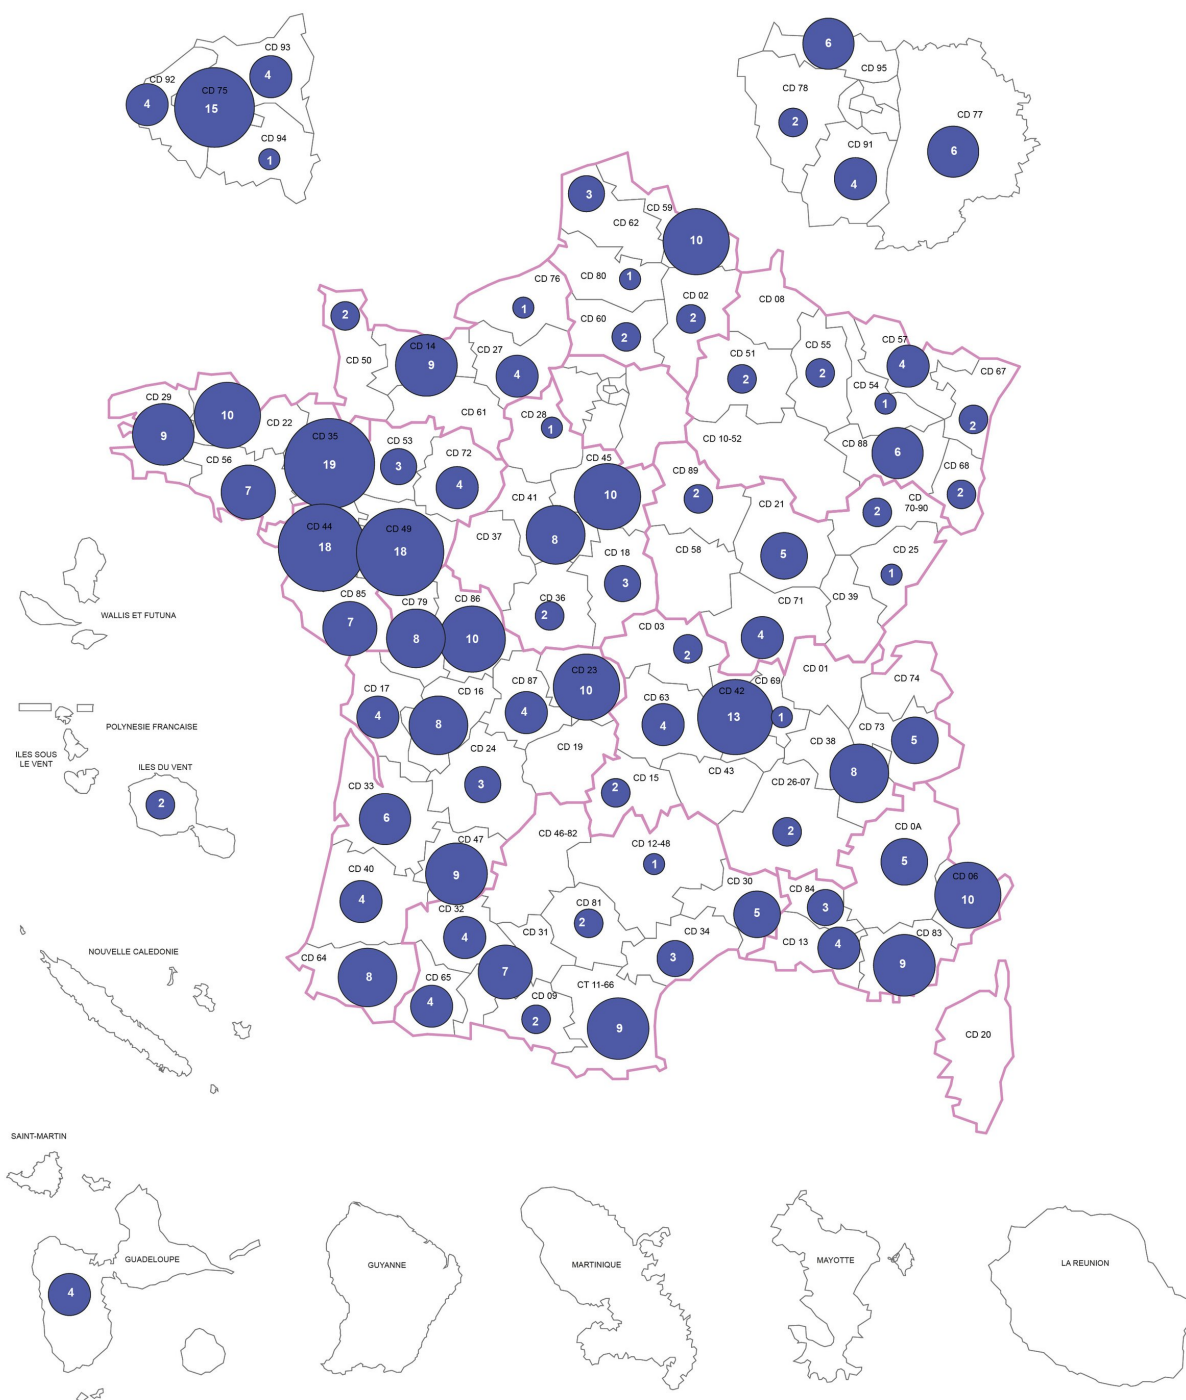 CD 93
CD 92
4
4
CD 75
15
CD 94
1
6
CD 95
CD 78
2
CD 77
6
CD 91
4
3
CD 59
CD 62
10
CD 80
1
CD 76
1
CD 02
2
CD 60
2
CD 08
2
CD 50
CD 14
9
CD 27
4
CD 61
CD 51
2
CD 55
2
CD 57
4
CD 54
1
CD 67
2
CD 29
9
10
CD 22
CD 35
19
CD 53
3
CD 72
4
CD 28
1
CD 10-52
CD 88
6
CD 68
2
CD 56
7
CD 45
10
CD 89
2
CD 21
5
CD
70-90
2
CD 41
8
CD 37
CD 44
18
CD 49
18
CD 18
3
CD 58
CD 25
1
CD 39
CD 85
7
CD 79
8
CD 86
10
CD 36
2
CD 71
4
CD 03
2
WALLIS ET FUTUNA
CD 01
CD 74
CD 17
4
CD 16
8
CD 87
4
CD 23
10
CD 63
4
CD 42
13
CD 69
1
CD 73
5
CD 38
8
POLYNESIE FRANCAISE
ILES SOUS
LE VENT
ILES DU VENT
2
CD 24
3
CD 19
CD 15
2
CD 43
CD 26-07
2
CD 33
6
CD 46-82
CD 12-48
1
CD 0A
5
CD 47
9
CD 40
4
CD 30
5
CD 84
3
CD 06
10
CD 32
4
CD 31
7
CD 81
2
CD 34
3
CD 13
4
CD 83
9
NOUVELLE CALEDONIE
CD 64
8
CD 65
4
CD 09
2
CT 11-66
9
CD 20
SAINT-MARTIN
GUADELOUPE
4
GUYANNE
MARTINIQUE
MAYOTTE
LA REUNION